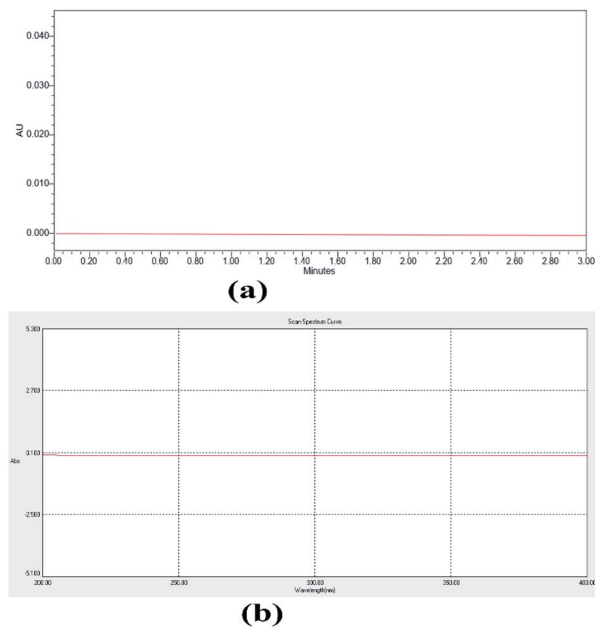 0.040
0.030
AU
0.020
0.010
0.000
0.00 0.20 0.40 0.60 0.80 1.00 1.20 1.40 1.60 1.80 2.00 2.20 2.40 2.60 2.80 3.00
Minutes
(a)
Scan Spectrum Curve
5.300
2.700
0.100
Abs
-2.500
-5.100
200.00 250.00 300.00 350.00 400.00
Wavelength(nm)
(b)